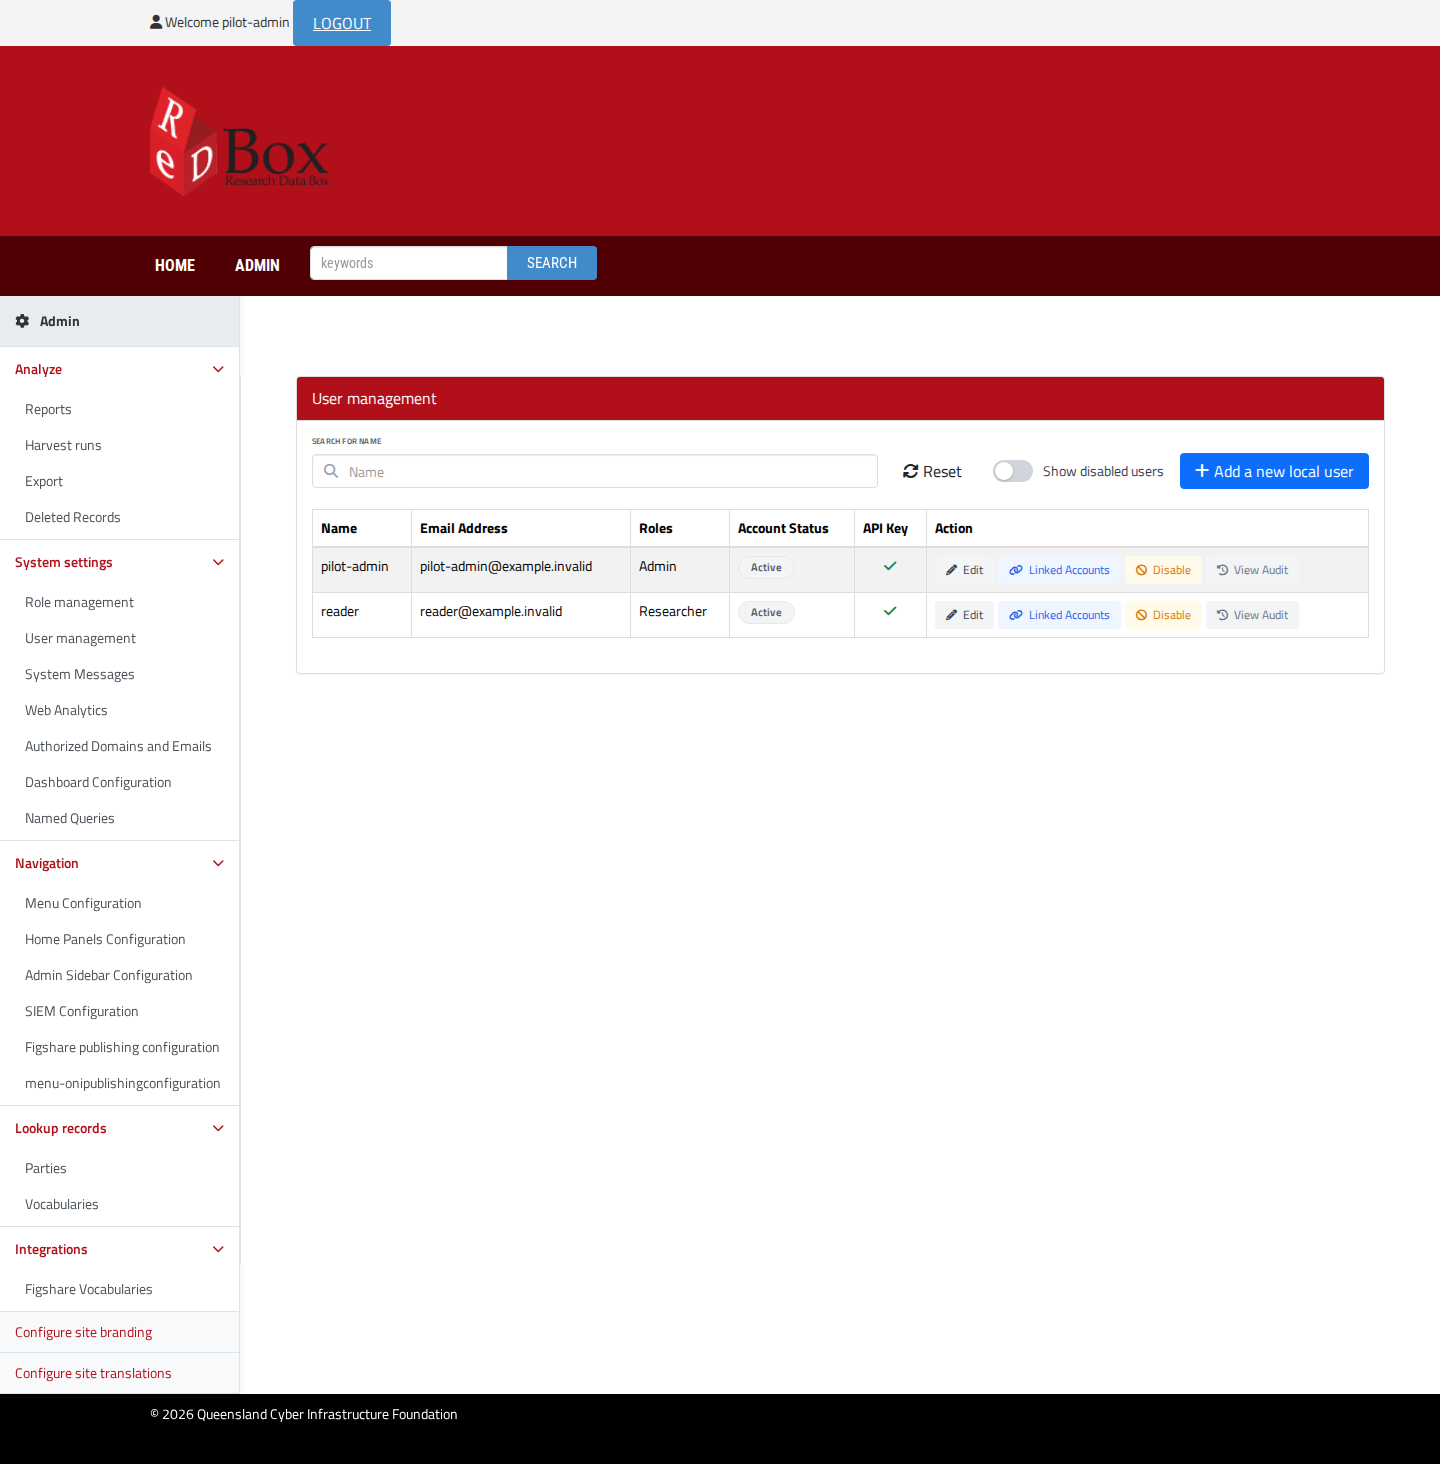 Welcome pilot-admin LOGOUT
ReD Box
Research Data Box
HOME ADMIN keywords SEARCH
Admin
Analyze
Reports
Harvest runs
Export
Deleted Records
System settings
Role management
User management
System Messages
Web Analytics
Authorized Domains and Emails
Dashboard Configuration
Named Queries
Navigation
Menu Configuration
Home Panels Configuration
Admin Sidebar Configuration
SIEM Configuration
Figshare publishing configuration
menu-onipublishingconfiguration
Lookup records
Parties
Vocabularies
Integrations
Figshare Vocabularies
Configure site branding
Configure site translations
User management
SEARCH FOR NAME
Name Reset Show disabled users Add a new local user
Name Email Address Roles Account Status API Key Action
pilot-admin pilot-admin@example.invalid Admin Active Edit Linked Accounts Disable View Audit
reader reader@example.invalid Researcher Active Edit Linked Accounts Disable View Audit
© 2026 Queensland Cyber Infrastructure Foundation